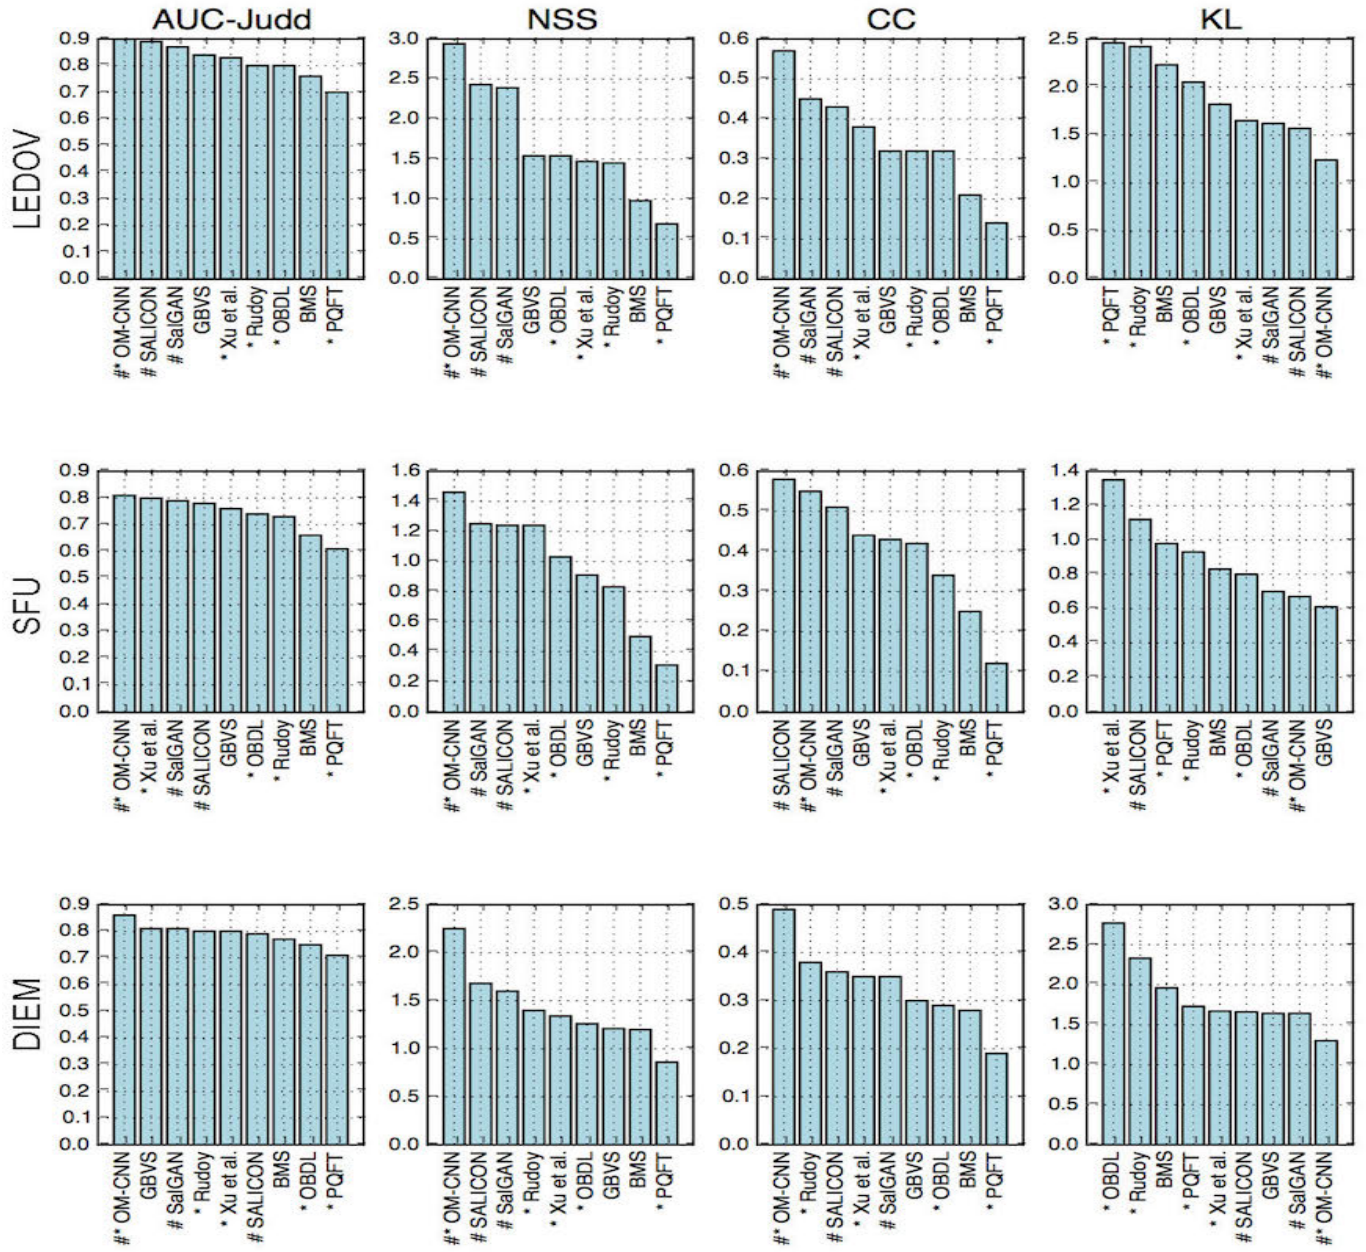 AUC-Judd NSS CC KL
LEDOV
0.9
0.8
0.7
0.6
0.5
0.4
0.3
0.2
0.1
0.0
#* OM-CNN
# SALICON
# SalGAN
GBVS
* Xu et al.
* Rudoy
* OBDL
BMS
* PQFT
3.0
2.5
2.0
1.5
1.0
0.5
0.0
#* OM-CNN
# SALICON
# SalGAN
GBVS
* OBDL
* Xu et al.
* Rudoy
BMS
* PQFT
0.6
0.5
0.4
0.3
0.2
0.1
0.0
#* OM-CNN
# SalGAN
# SALICON
* Xu et al.
GBVS
* Rudoy
* OBDL
BMS
* PQFT
2.5
2.0
1.5
1.0
0.5
0.0
* PQFT
* Rudoy
BMS
* OBDL
GBVS
* Xu et al.
# SalGAN
# SALICON
#* OM-CNN
SFU
0.9
0.8
0.7
0.6
0.5
0.4
0.3
0.2
0.1
0.0
#* OM-CNN
* Xu et al.
# SalGAN
# SALICON
GBVS
* OBDL
* Rudoy
BMS
* PQFT
1.6
1.4
1.2
1.0
0.8
0.6
0.4
0.2
0.0
#* OM-CNN
# SalGAN
# SALICON
* Xu et al.
* OBDL
GBVS
* Rudoy
BMS
* PQFT
0.6
0.5
0.4
0.3
0.2
0.1
0.0
# SALICON
#* OM-CNN
# SalGAN
GBVS
* Xu et al.
* OBDL
* Rudoy
BMS
* PQFT
1.4
1.2
1.0
0.8
0.6
0.4
0.2
0.0
* Xu et al.
# SALICON
* PQFT
* Rudoy
BMS
* OBDL
# SalGAN
#* OM-CNN
GBVS
DIEM
0.9
0.8
0.7
0.6
0.5
0.4
0.3
0.2
0.1
0.0
#* OM-CNN
GBVS
# SalGAN
* Rudoy
* Xu et al.
# SALICON
BMS
* OBDL
* PQFT
2.5
2.0
1.5
1.0
0.5
0.0
#* OM-CNN
# SALICON
# SalGAN
* Rudoy
* Xu et al.
* OBDL
GBVS
BMS
* PQFT
0.5
0.4
0.3
0.2
0.1
0.0
#* OM-CNN
* Rudoy
# SALICON
* Xu et al.
# SalGAN
GBVS
* OBDL
BMS
* PQFT
3.0
2.5
2.0
1.5
1.0
0.5
0.0
* OBDL
* Rudoy
BMS
* PQFT
* Xu et al.
# SALICON
GBVS
# SalGAN
#* OM-CNN